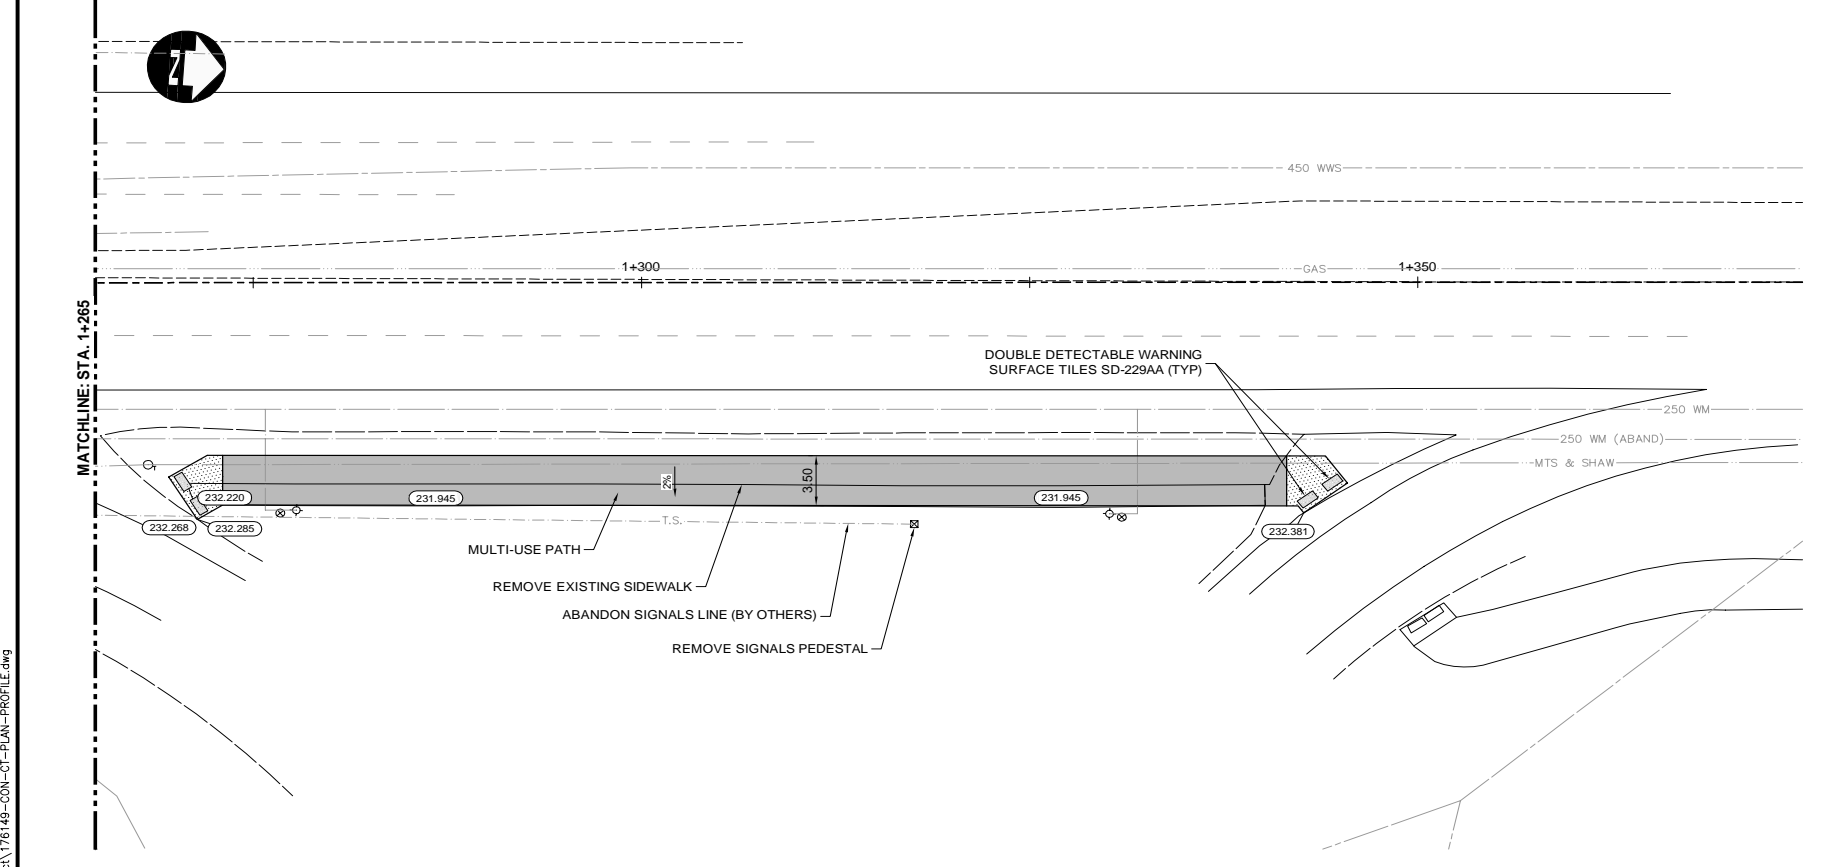 N
450 WWS
1+300
GAS
1+350
MATCHLINE: STA. 1+265
DOUBLE DETECTABLE WARNING
SURFACE TILES SD-229AA (TYP)
250 WM
250 WM (ABAND)
MTS & SHAW
2%
3.50
232.220
231.945
231.945
232.268
232.285
T.S.
232.381
MULTI-USE PATH
REMOVE EXISTING SIDEWALK
ABANDON SIGNALS LINE (BY OTHERS)
REMOVE SIGNALS PEDESTAL
ct\176149-CON-CT-PLAN-PROFILE.dwg